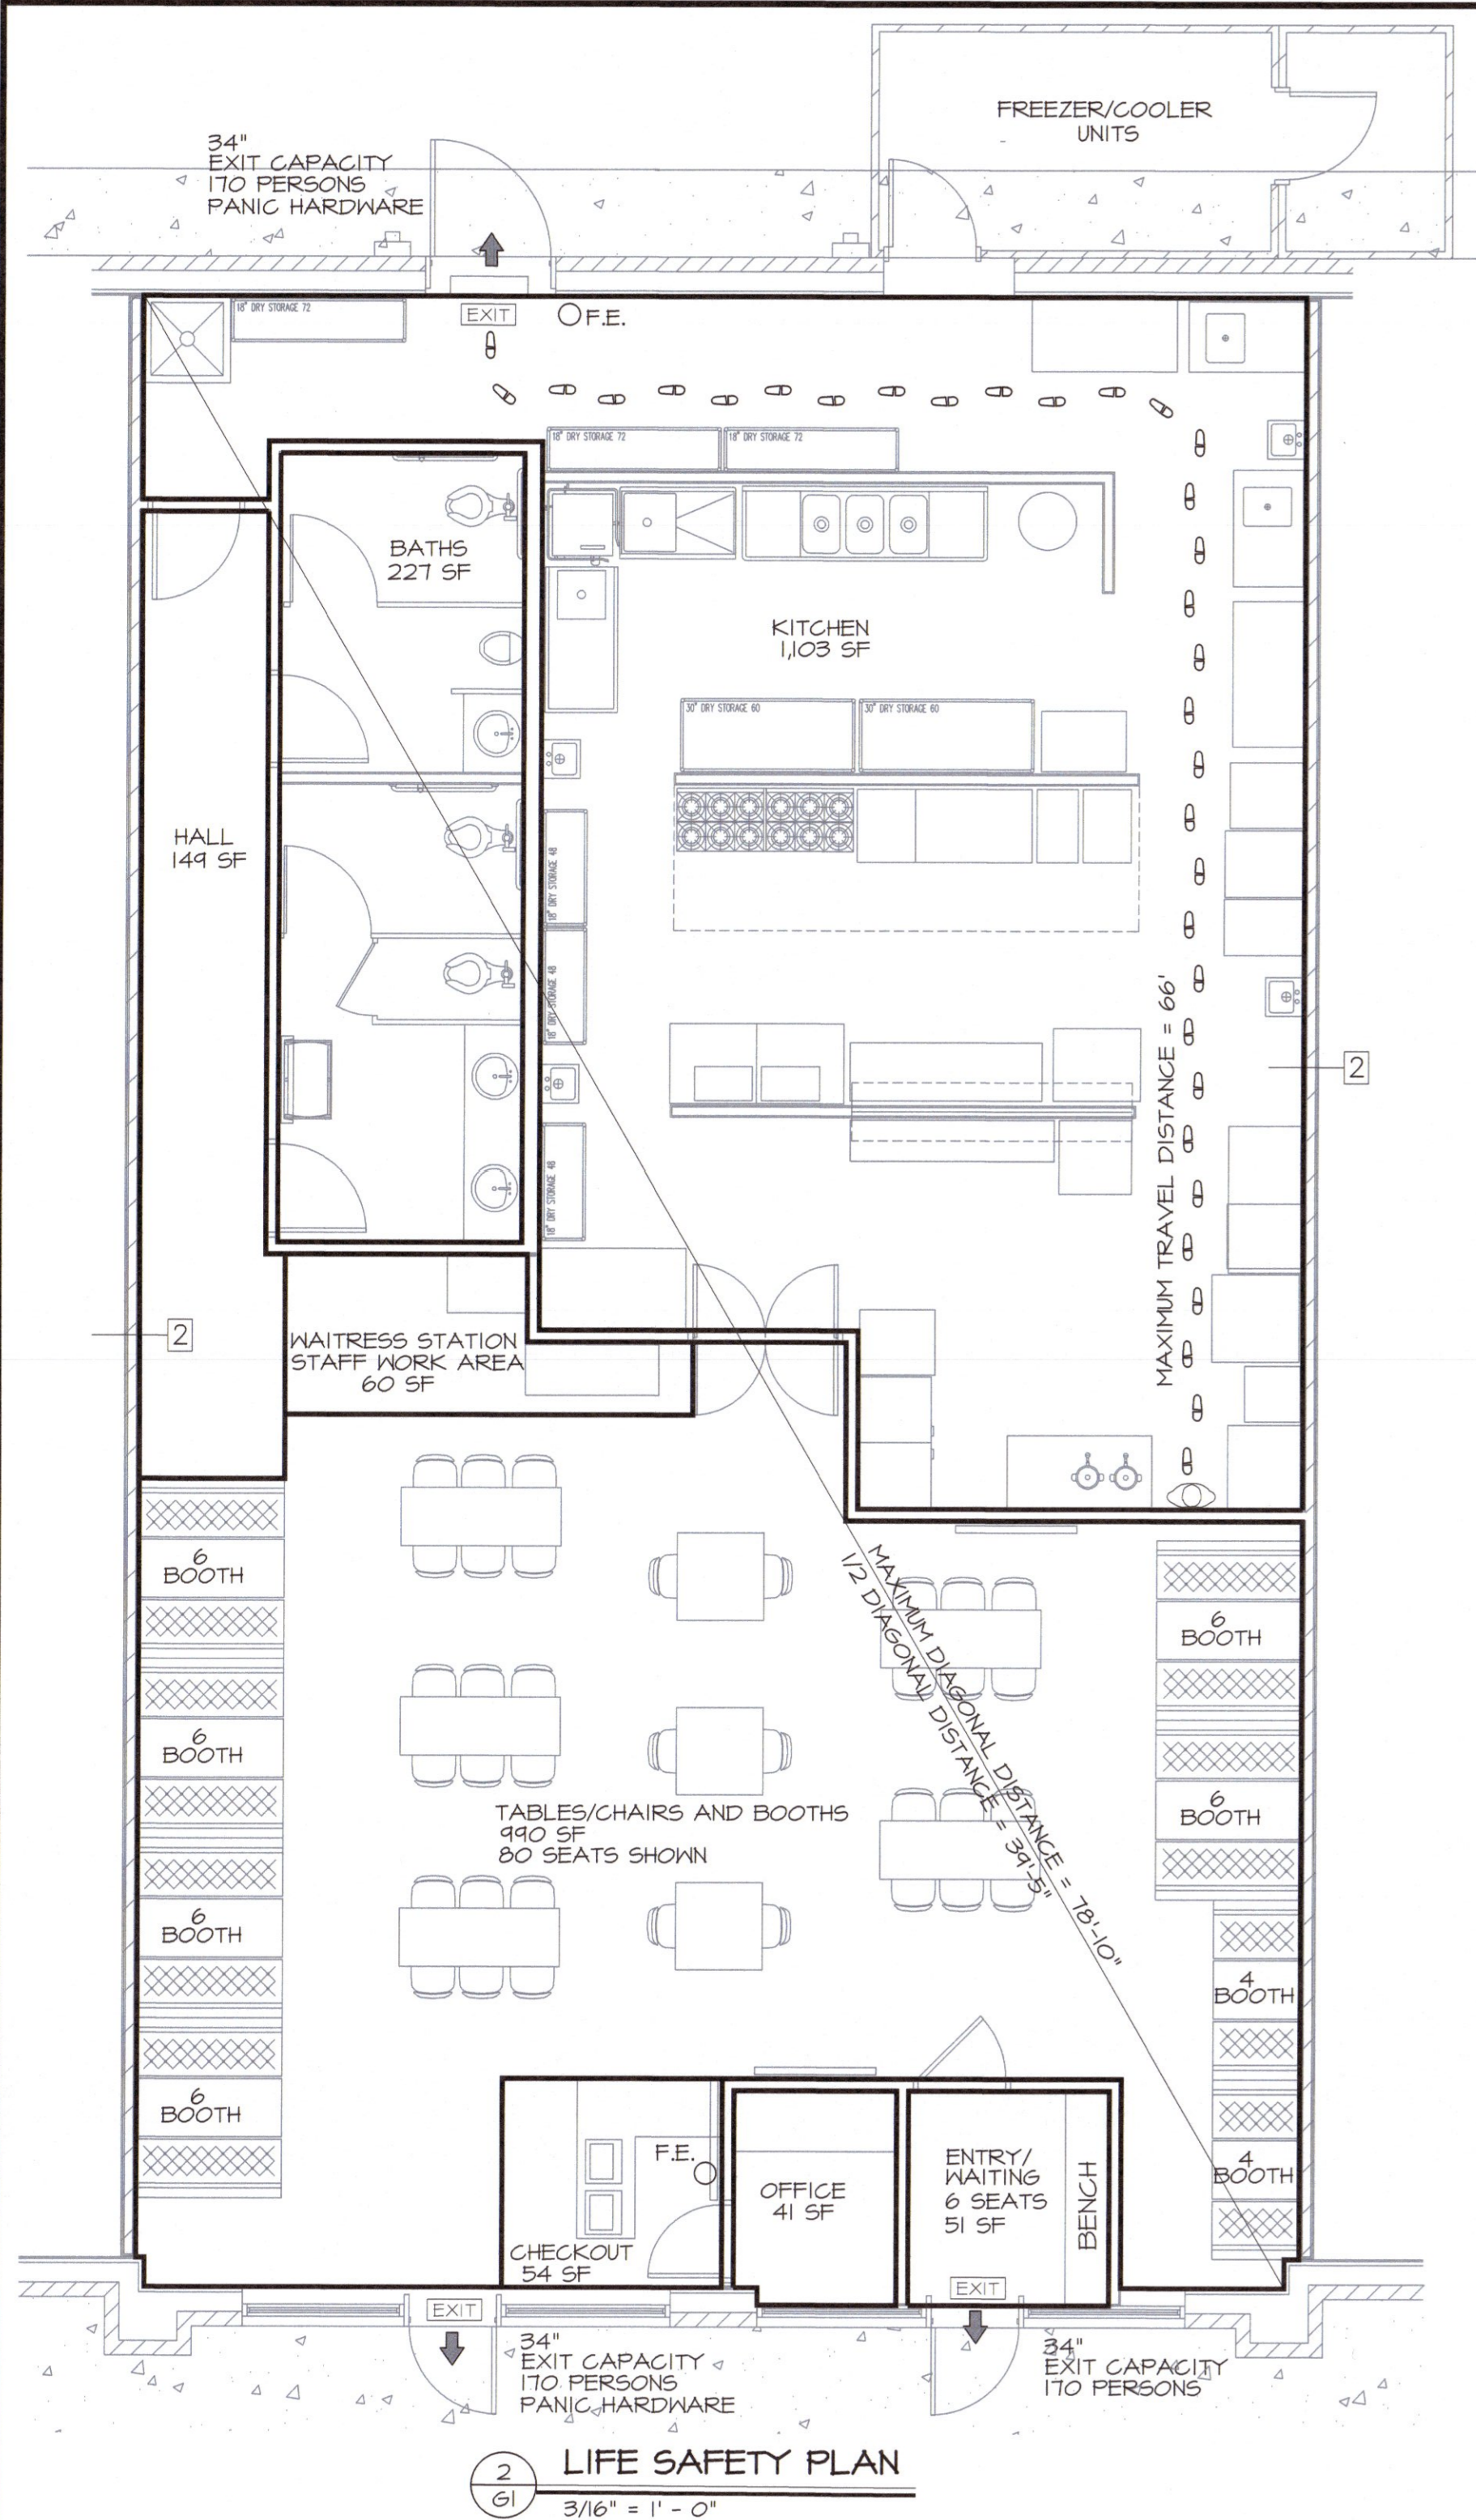 FREEZER/COOLER
UNITS
34"
EXIT CAPACITY
170 PERSONS
PANIC HARDWARE
18" DRY STORAGE 72
EXIT
F.E.
18" DRY STORAGE 72
18" DRY STORAGE 72
BATHS
227 SF
KITCHEN
1,103 SF
30" DRY STORAGE 60
30" DRY STORAGE 60
HALL
149 SF
18" DRY STORAGE 48
18" DRY STORAGE 48
18" DRY STORAGE 48
MAXIMUM TRAVEL DISTANCE = 66'
2
2
WAITRESS STATION
STAFF WORK AREA
60 SF
6
BOOTH
6
BOOTH
6
BOOTH
6
BOOTH
MAXIMUM DIAGONAL DISTANCE = 78'-10"
1/2 DIAGONAL DISTANCE = 39'-5"
6
BOOTH
6
BOOTH
TABLES/CHAIRS AND BOOTHS
990 SF
80 SEATS SHOWN
4
BOOTH
4
BOOTH
F.E.
CHECKOUT
54 SF
OFFICE
41 SF
ENTRY/
WAITING
6 SEATS
51 SF
BENCH
EXIT
EXIT
34"
EXIT CAPACITY
170 PERSONS
PANIC HARDWARE
34"
EXIT CAPACITY
170 PERSONS
2
G1
LIFE SAFETY PLAN
3/16" = 1' - 0"